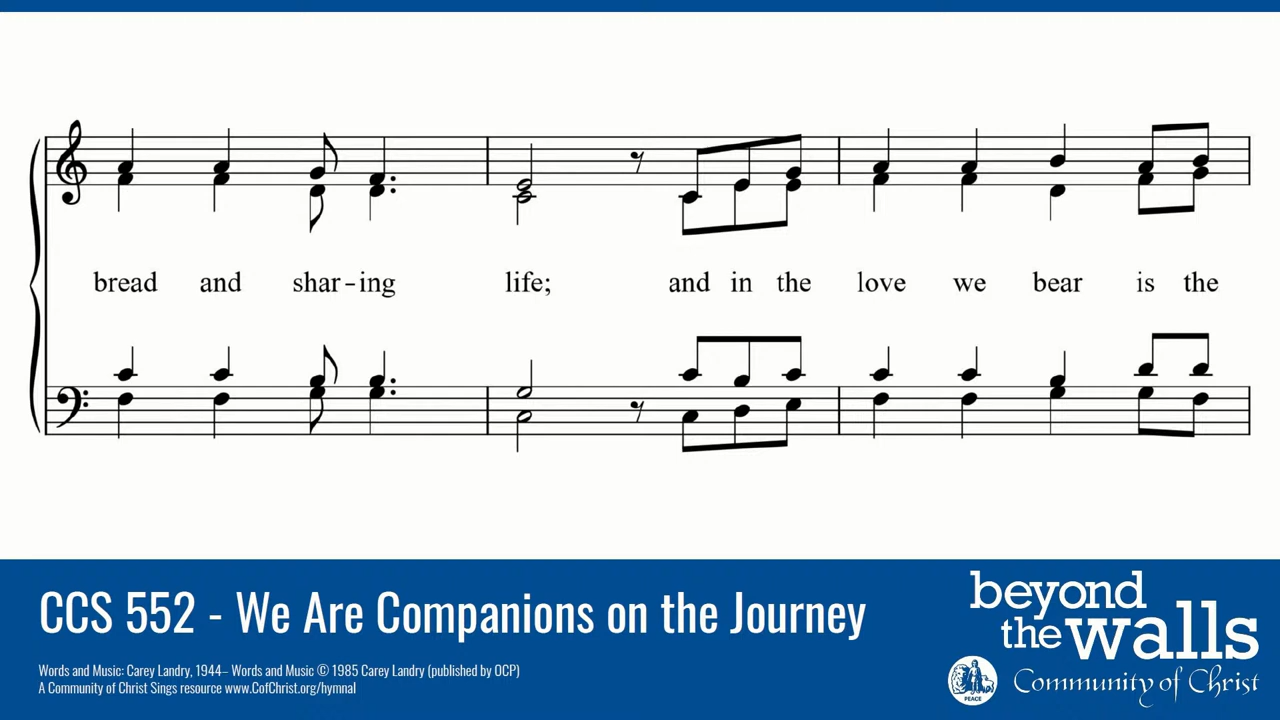 bread and shar-ing life; and in the love we bear is the
CCS 552 - We Are Companions on the Journey
Words and Music: Carey Landry, 1944– Words and Music © 1985 Carey Landry (published by OCP)
A Community of Christ Sings resource www.CofChrist.org/hymnal
beyond
the walls
PEACE
Community of Christ